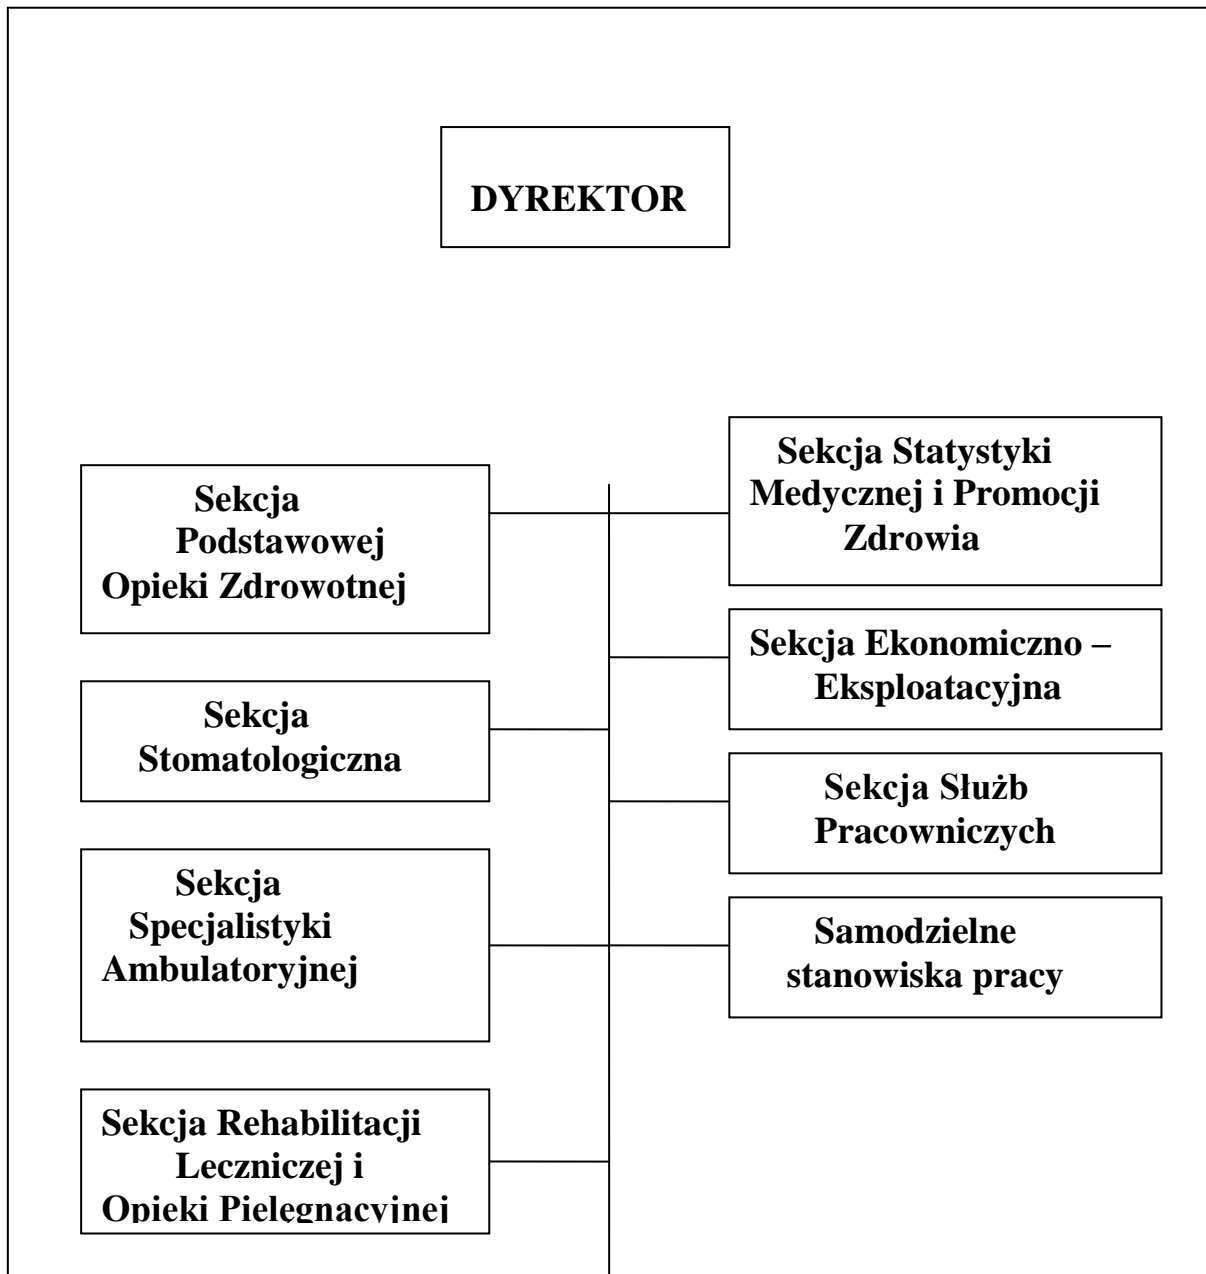 DYREKTOR
Sekcja
Podstawowej
Opieki Zdrowotnej
Sekcja
Stomatologiczna
Sekcja
Specjalistyki
Ambulatoryjnej
Sekcja Rehabilitacji
Leczniczej i
Opieki Pielęgnacyjnej
Sekcja Statystyki
Medycznej i Promocji
Zdrowia
Sekcja Ekonomiczno –
Eksploatacyjna
Sekcja Służb
Pracowniczych
Samodzielne
stanowiska pracy